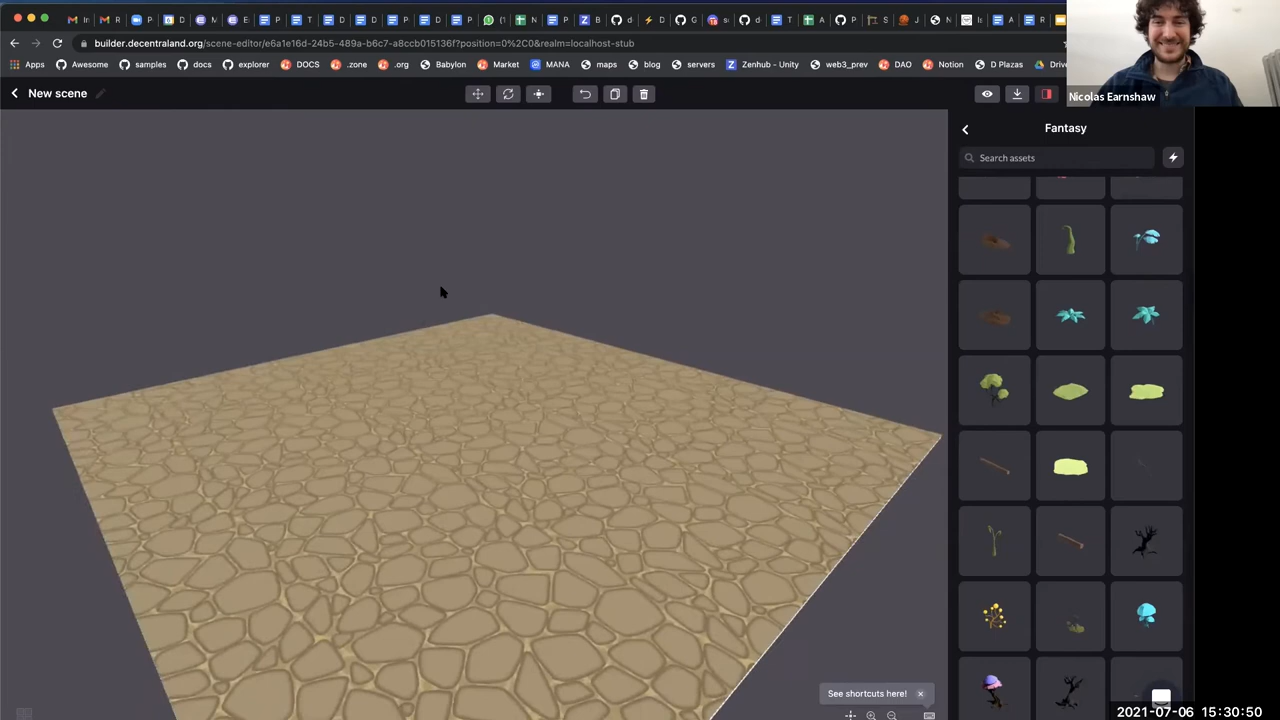 builder.decentraland.org/scene-editor/e6a1e16d-24b5-489a-b6c7-a8ccb015136f?position=0%2C0&realm=localhost-stub
Apps Awesome samples docs explorer DOCS .zone .org Babylon Market MANA maps blog servers Zenhub - Unity web3_prev DAO Notion D Plazas Drive
Nicolas Earnshaw
New scene
Fantasy
Search assets
See shortcuts here!
2021-07-06 15:30:50